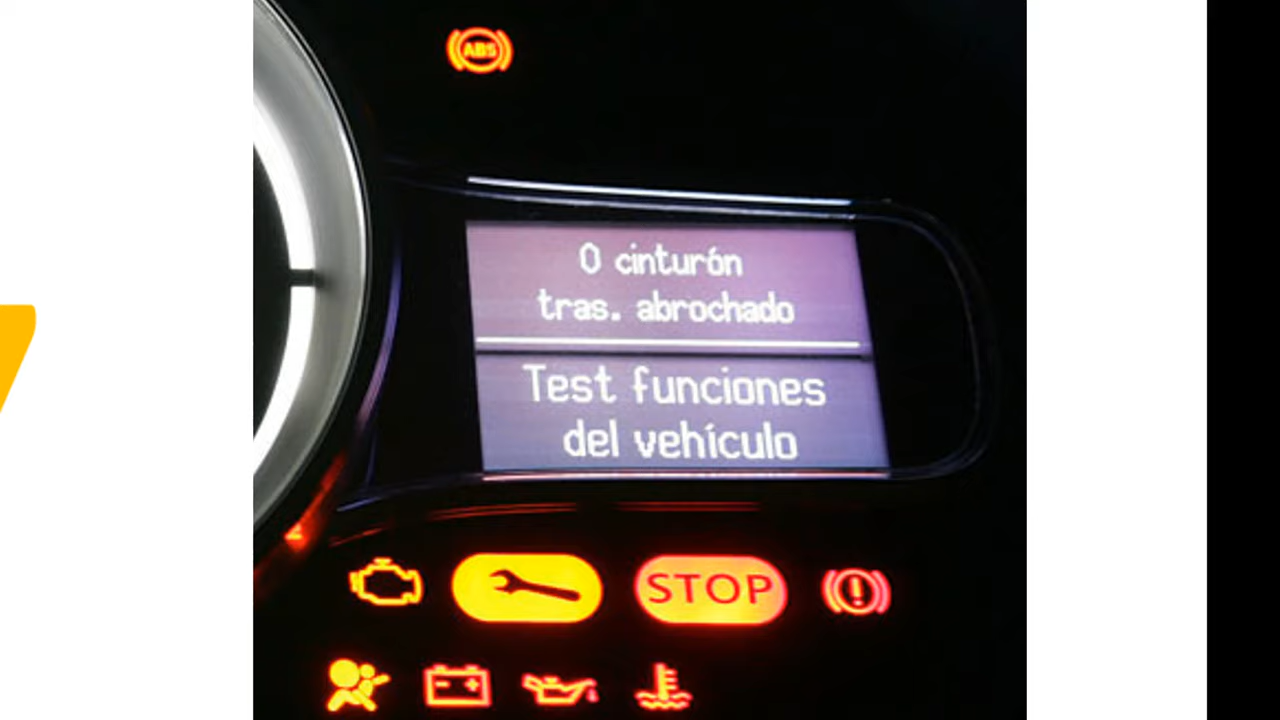 ABS
0 cinturón
tras. abrochado
Test funciones
del vehículo
STOP